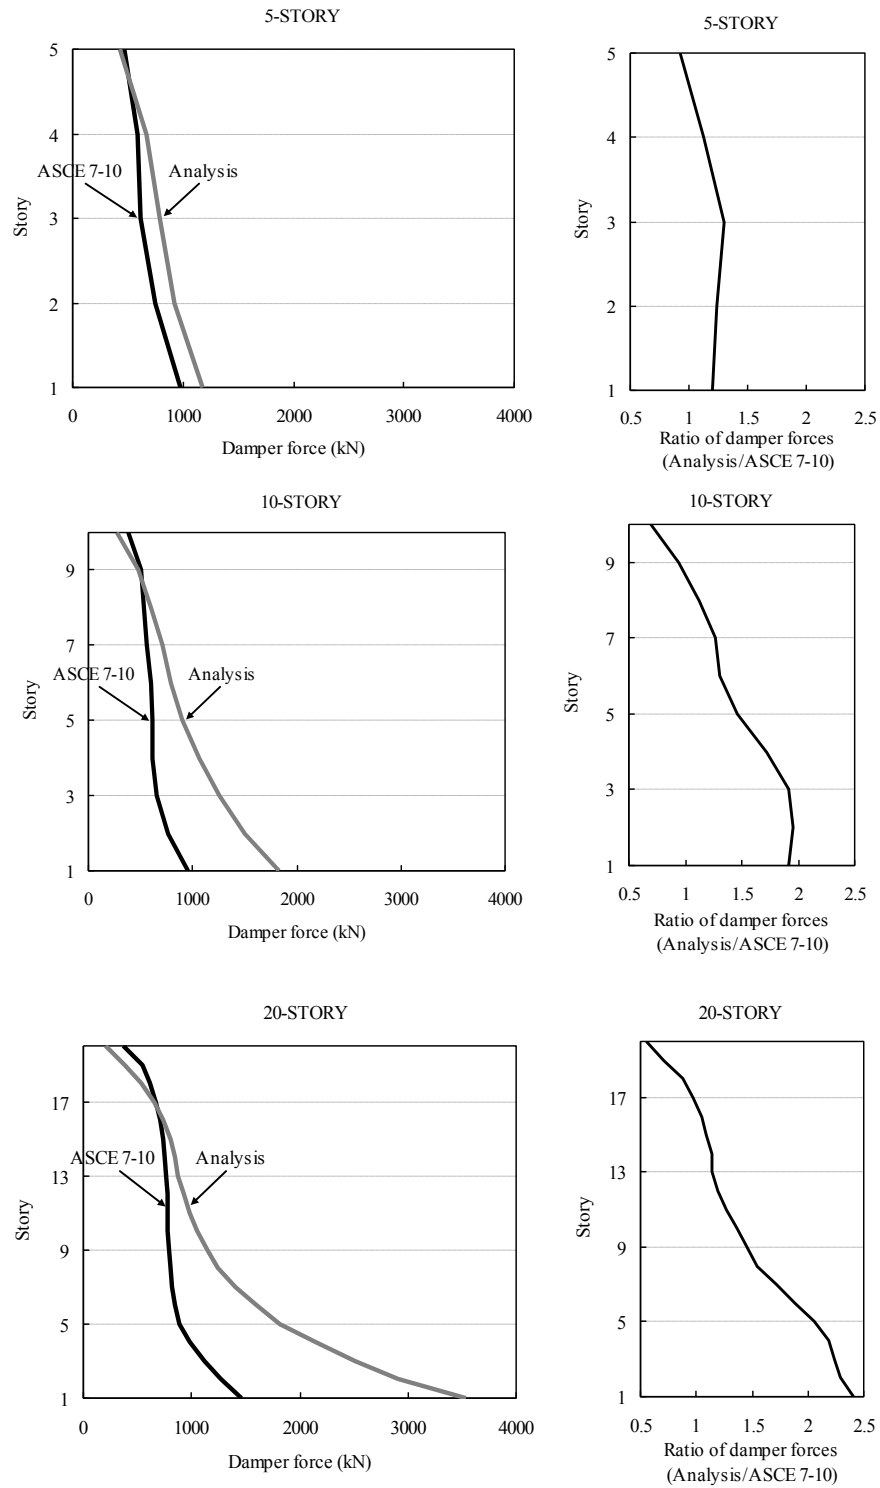 5-STORY
5
4
3
2
1
Story
ASCE 7-10
Analysis
0 1000 2000 3000 4000
Damper force (kN)
5-STORY
5
4
3
2
1
Story
0.5 1 1.5 2 2.5
Ratio of damper forces
(Analysis/ASCE 7-10)
10-STORY
9
7
5
3
1
Story
ASCE 7-10
Analysis
0 1000 2000 3000 4000
Damper force (kN)
10-STORY
9
7
5
3
1
Story
0.5 1 1.5 2 2.5
Ratio of damper forces
(Analysis/ASCE 7-10)
20-STORY
17
13
9
5
1
Story
ASCE 7-10
Analysis
0 1000 2000 3000 4000
Damper force (kN)
20-STORY
17
13
9
5
1
Story
0.5 1 1.5 2 2.5
Ratio of damper forces
(Analysis/ASCE 7-10)